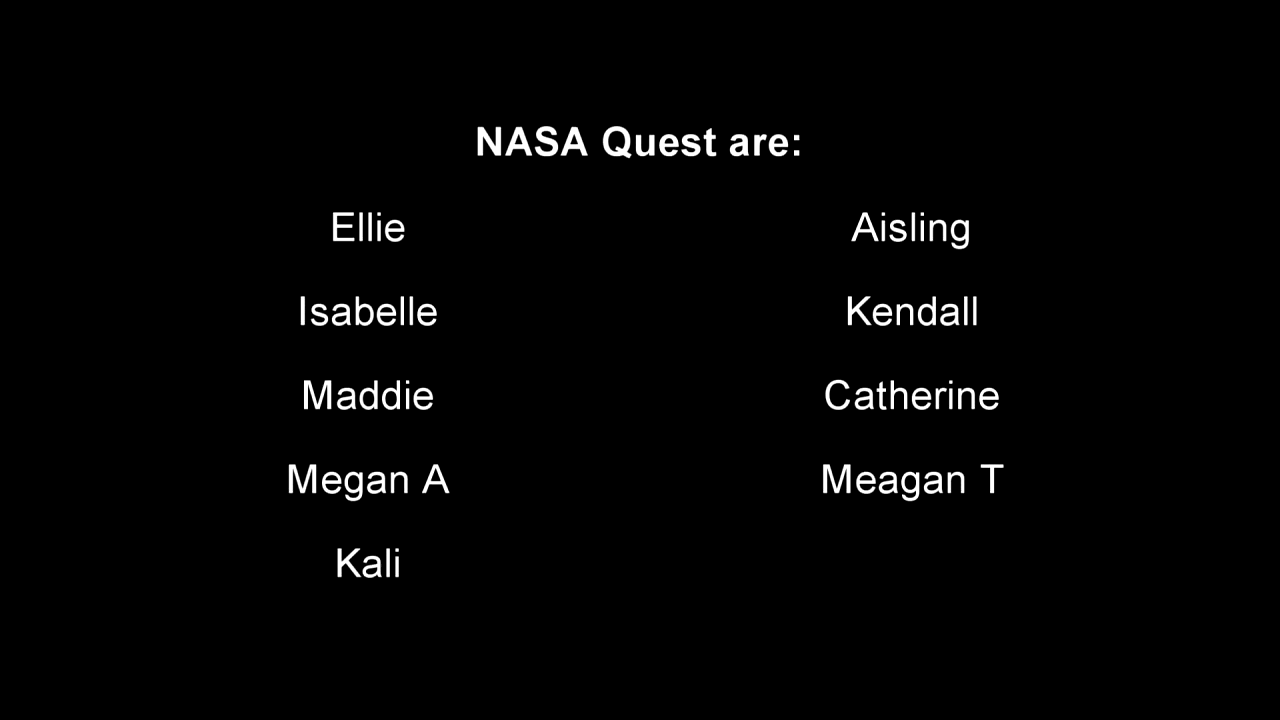 NASA Quest are:
Ellie
Aisling
Isabelle
Kendall
Maddie
Catherine
Megan A
Meagan T
Kali